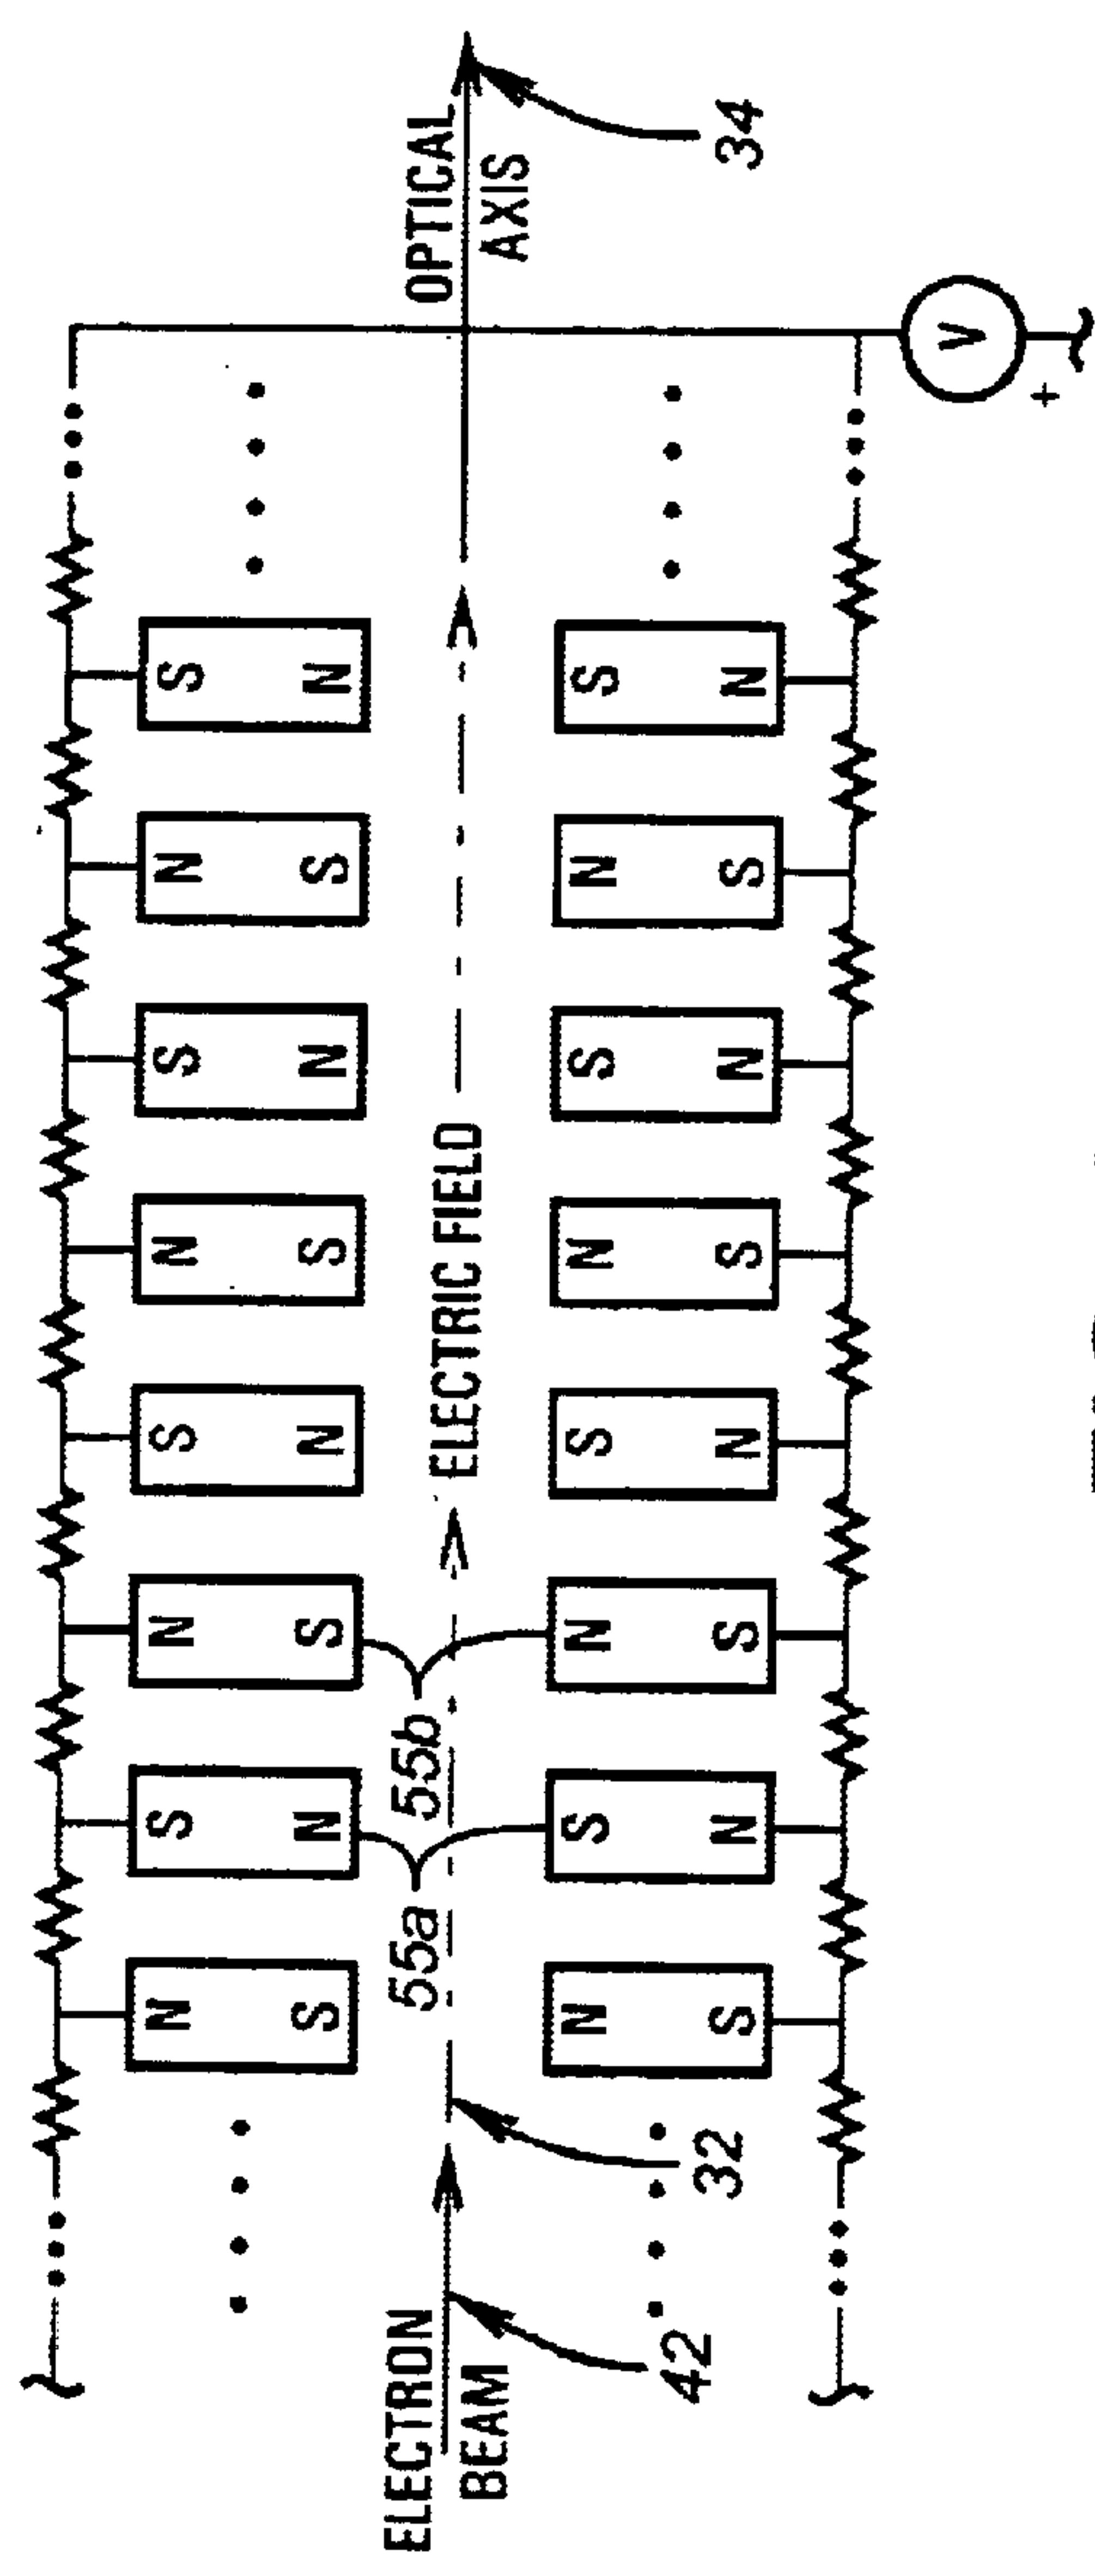 N S N S N S N S
S N S N S N S N
ELECTRON
BEAM
55a
55b
ELECTRIC FIELD
OPTICAL
AXIS
N S N S N S N S
S N S N S N S N
42
32
34
V
+